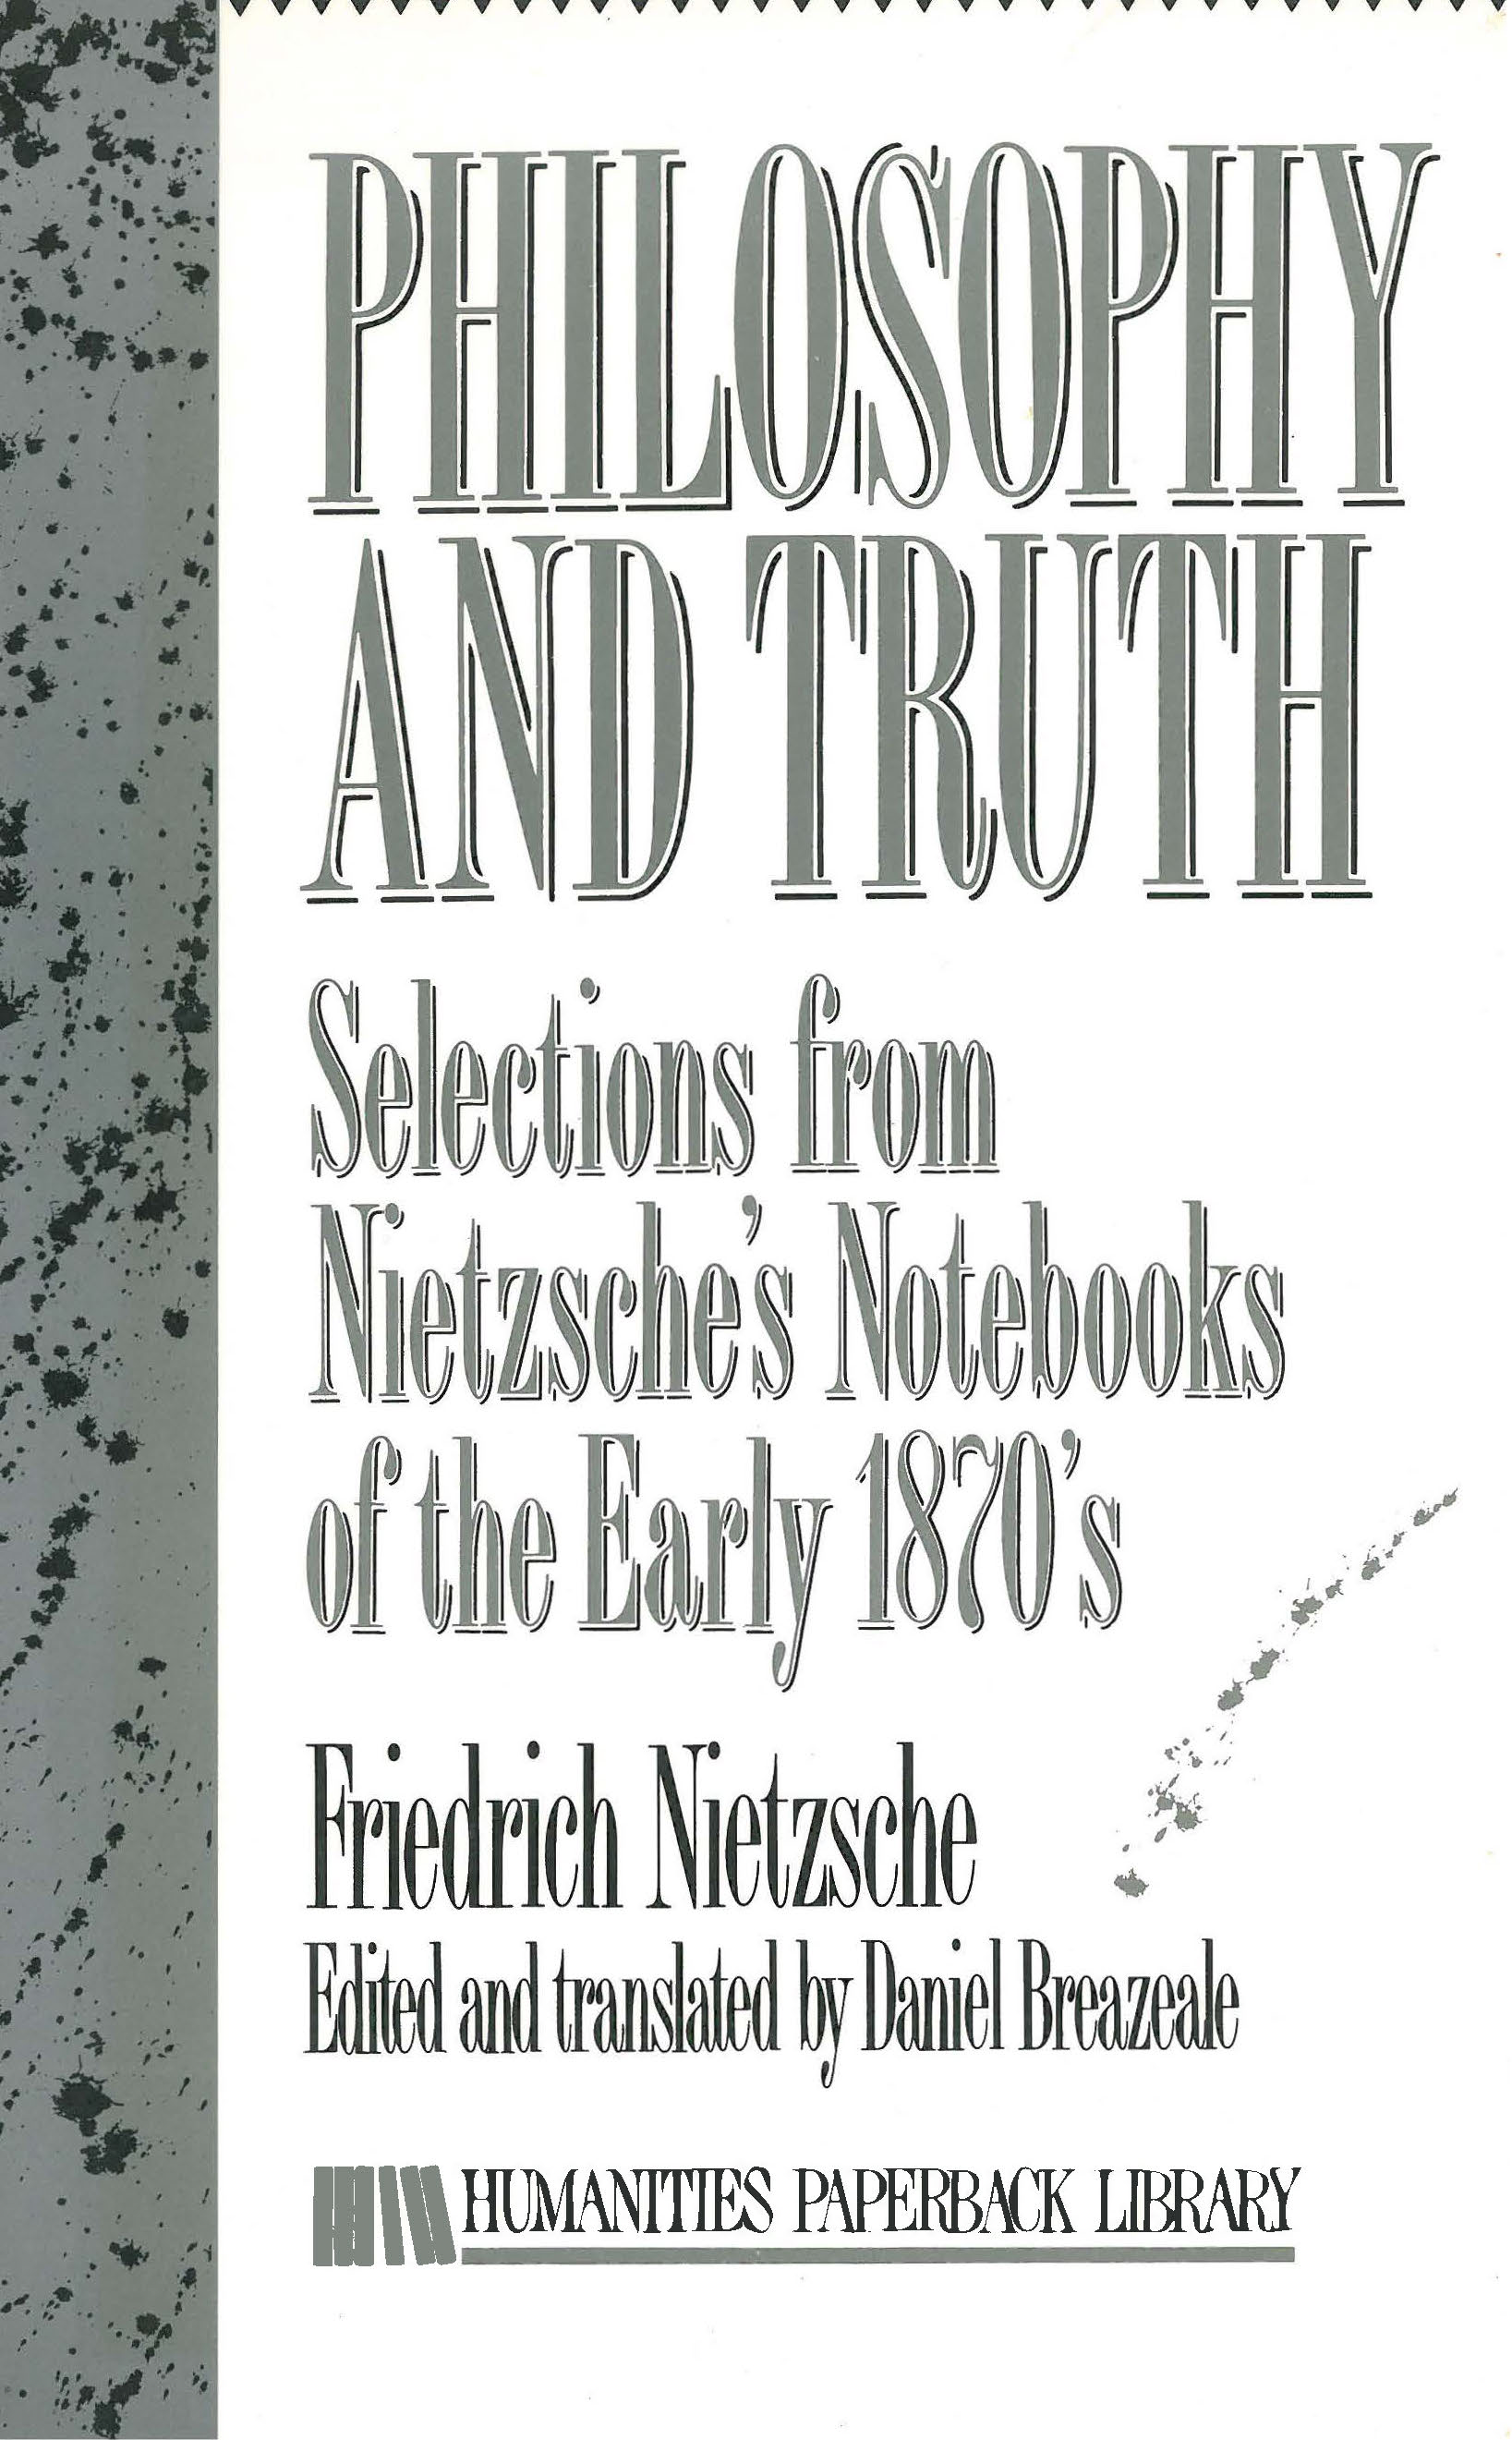 PHILOSOPHY
AND TRUTH
Selections from
Nietzsche's Notebooks
of the Early 1870's
Friedrich Nietzsche
Edited and translated by Daniel Breazeale
HUMANITIES PAPERBACK LIBRARY